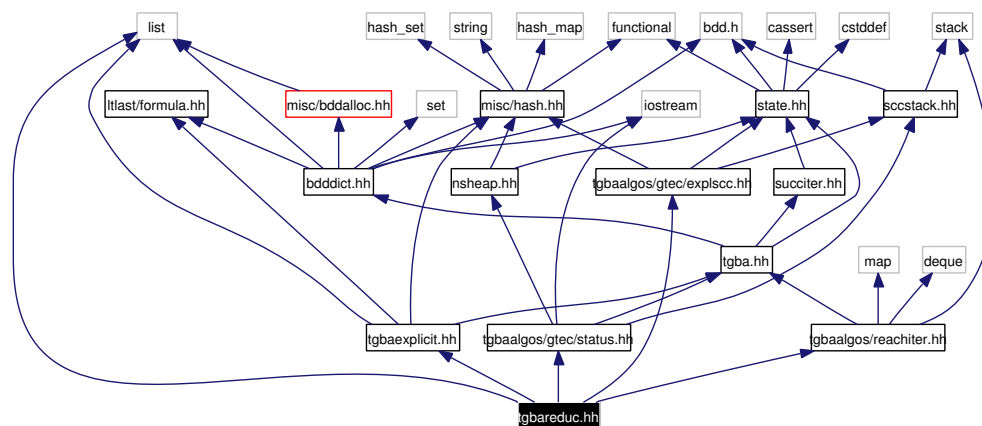 list
hash_set
string
hash_map
functional
bdd.h
cassert
cstddef
stack
ltlast/formula.hh
misc/bddalloc.hh
set
misc/hash.hh
iostream
state.hh
sccstack.hh
bdddict.hh
nsheap.hh
tgbaalgos/gtec/explscc.hh
succiter.hh
tgba.hh
map
deque
tgbaexplicit.hh
tgbaalgos/gtec/status.hh
tgbaalgos/reachiter.hh
tgbareduc.hh